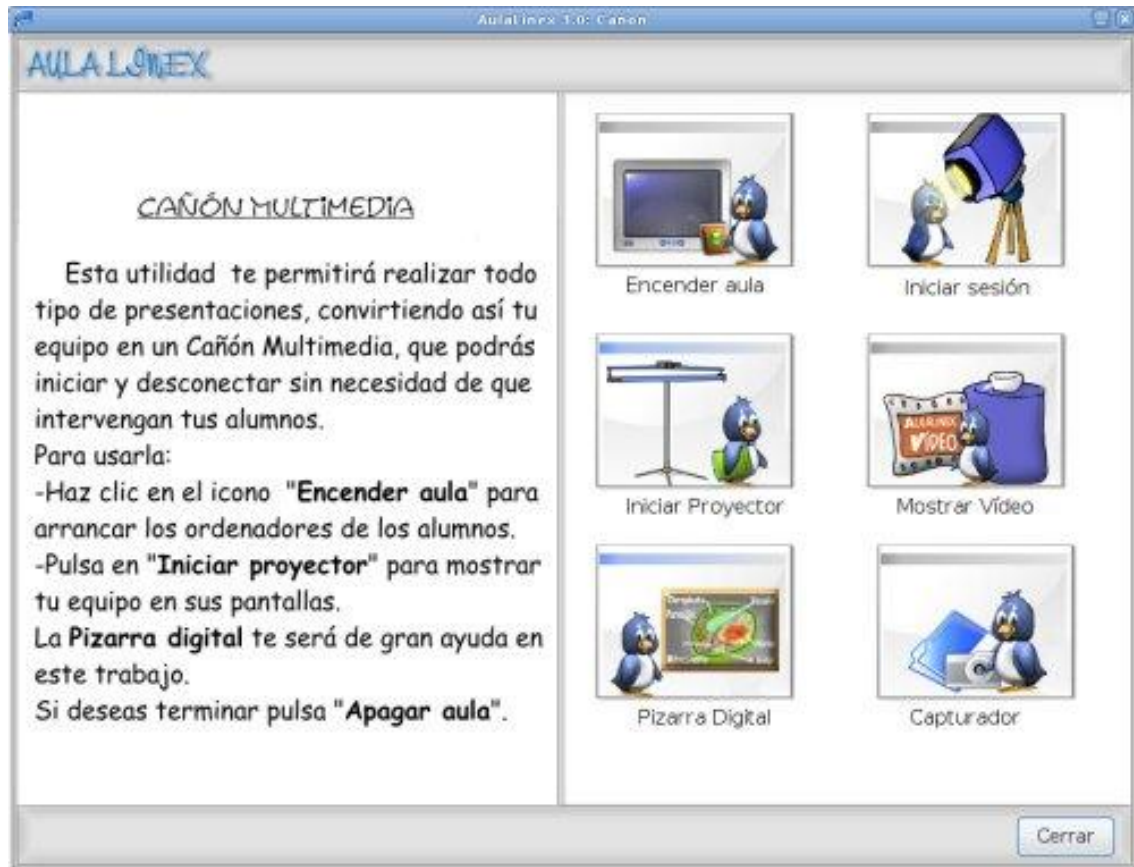 AulaLinex 3.0: Cañon
AULA LINEX
CAÑÓN MULTIMEDIA
Esta utilidad te permitirá realizar todo
tipo de presentaciones, convirtiendo así tu
equipo en un Cañón Multimedia, que podrás
iniciar y desconectar sin necesidad de que
intervengan tus alumnos.
Para usarla:
-Haz clic en el icono "Encender aula" para
arrancar los ordenadores de los alumnos.
-Pulsa en "Iniciar proyector" para mostrar
tu equipo en sus pantallas.
La Pizarra digital te será de gran ayuda en
este trabajo.
Si deseas terminar pulsa "Apagar aula".
Encender aula
Iniciar sesión
Iniciar Proyector
AULALINEX
VÍDEO
Mostrar Vídeo
Pizarra Digital
Capturador
Cerrar